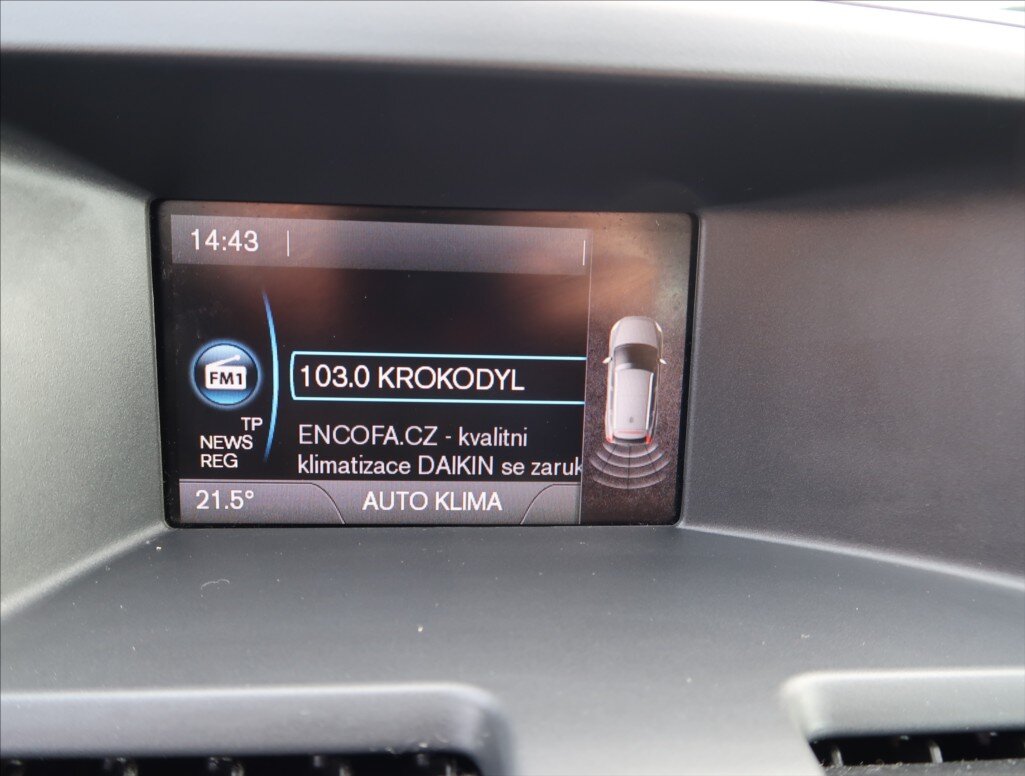 14:43
FM1
103.0 KROKODYL
TP
NEWS
REG
ENCOFA.CZ - kvalitni
klimatizace DAIKIN se zaruk
21.5°
AUTO KLIMA